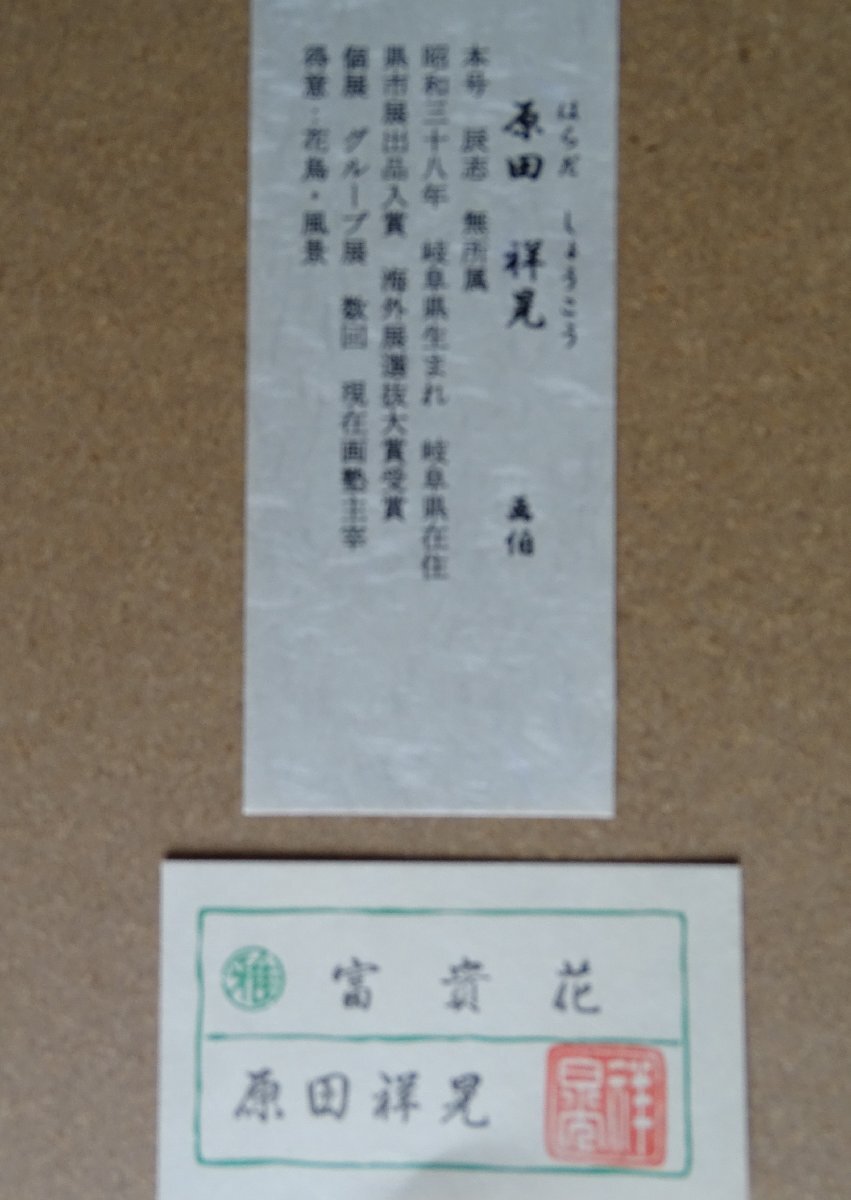 はらだ しょうこう
原田 祥晃 画伯
本号 辰志 無所属
昭和三十八年 岐阜県生まれ 岐阜県在住
県市展出品入賞 海外展選抜大賞受賞
個展 グループ展 数回 現在画塾主宰
得意:花鳥・風景
雅 富貴花
原田祥晃